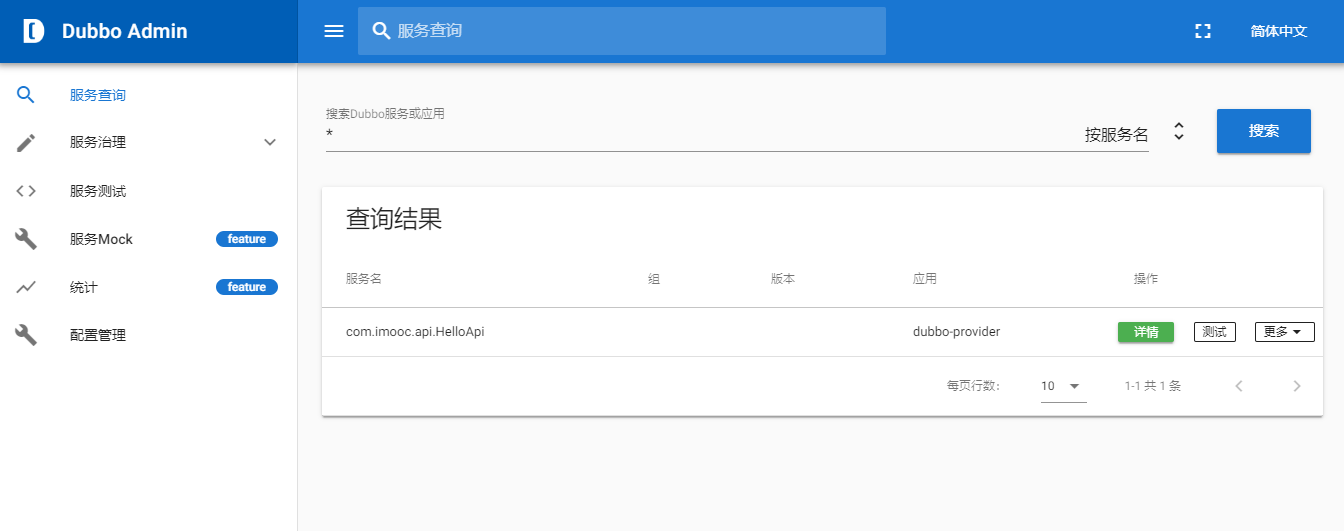 Dubbo Admin
服务查询
简体中文
服务查询
服务治理
服务测试
服务Mock feature
统计 feature
配置管理
搜索Dubbo服务或应用
* 按服务名 搜索
查询结果
服务名 组 版本 应用 操作
com.imooc.api.HelloApi dubbo-provider 详情 测试 更多
每页行数: 10 1-1 共 1 条